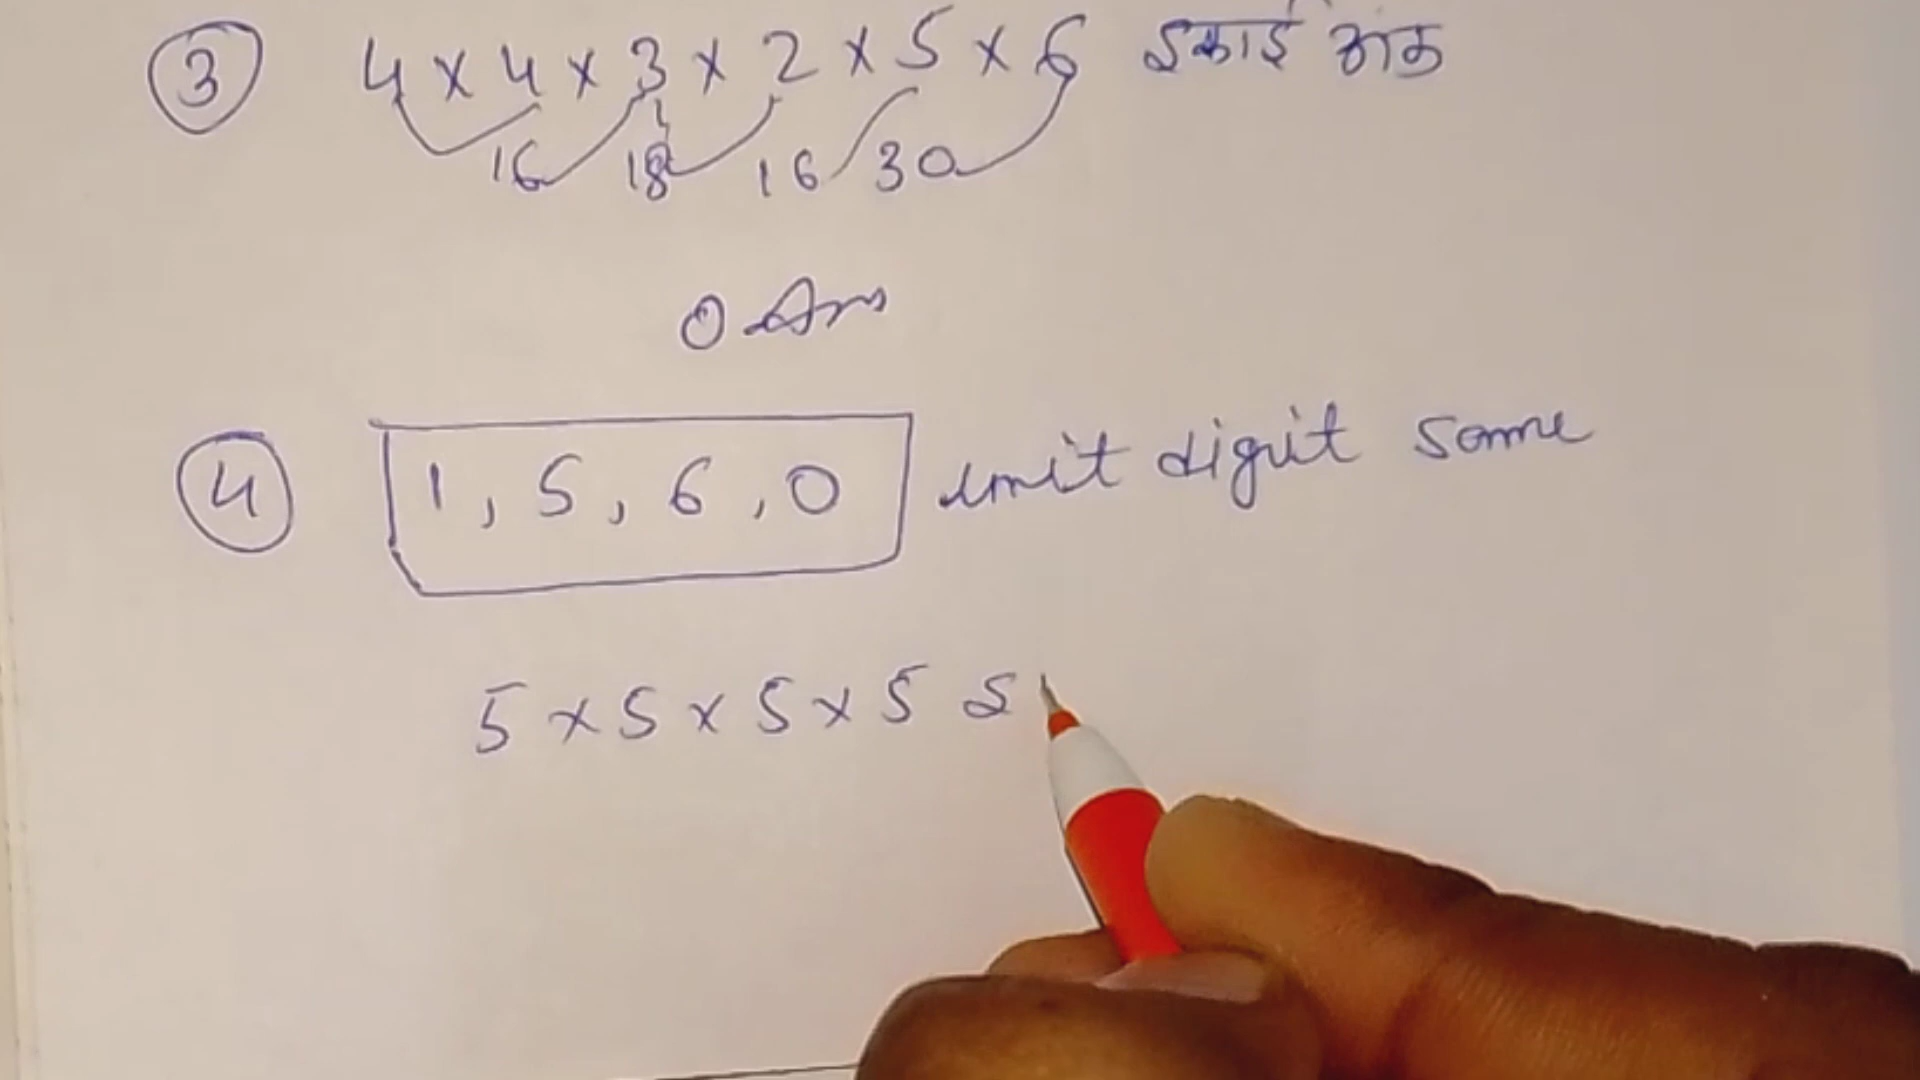 3 4 x 4 x 3 x 2 x 5 x 6 इकाई अंक
16 18 16 30
0 Ans
4 1, 5, 6, 0 unit digit same
5 x 5 x 5 x 5